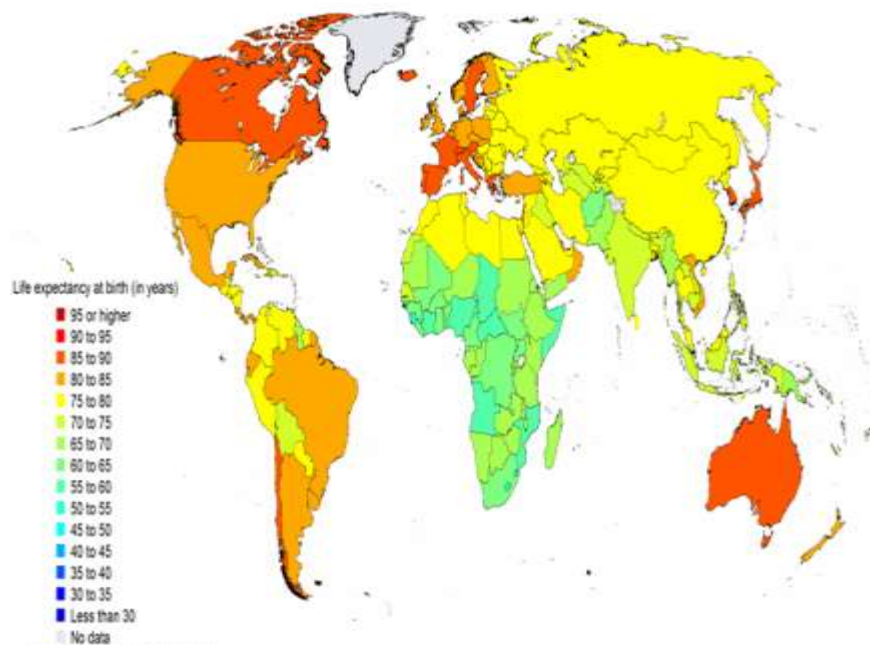 Life expectancy at birth (in years)
95 or higher
90 to 95
85 to 90
80 to 85
75 to 80
70 to 75
65 to 70
60 to 65
55 to 60
50 to 55
45 to 50
40 to 45
35 to 40
30 to 35
Less than 30
No data